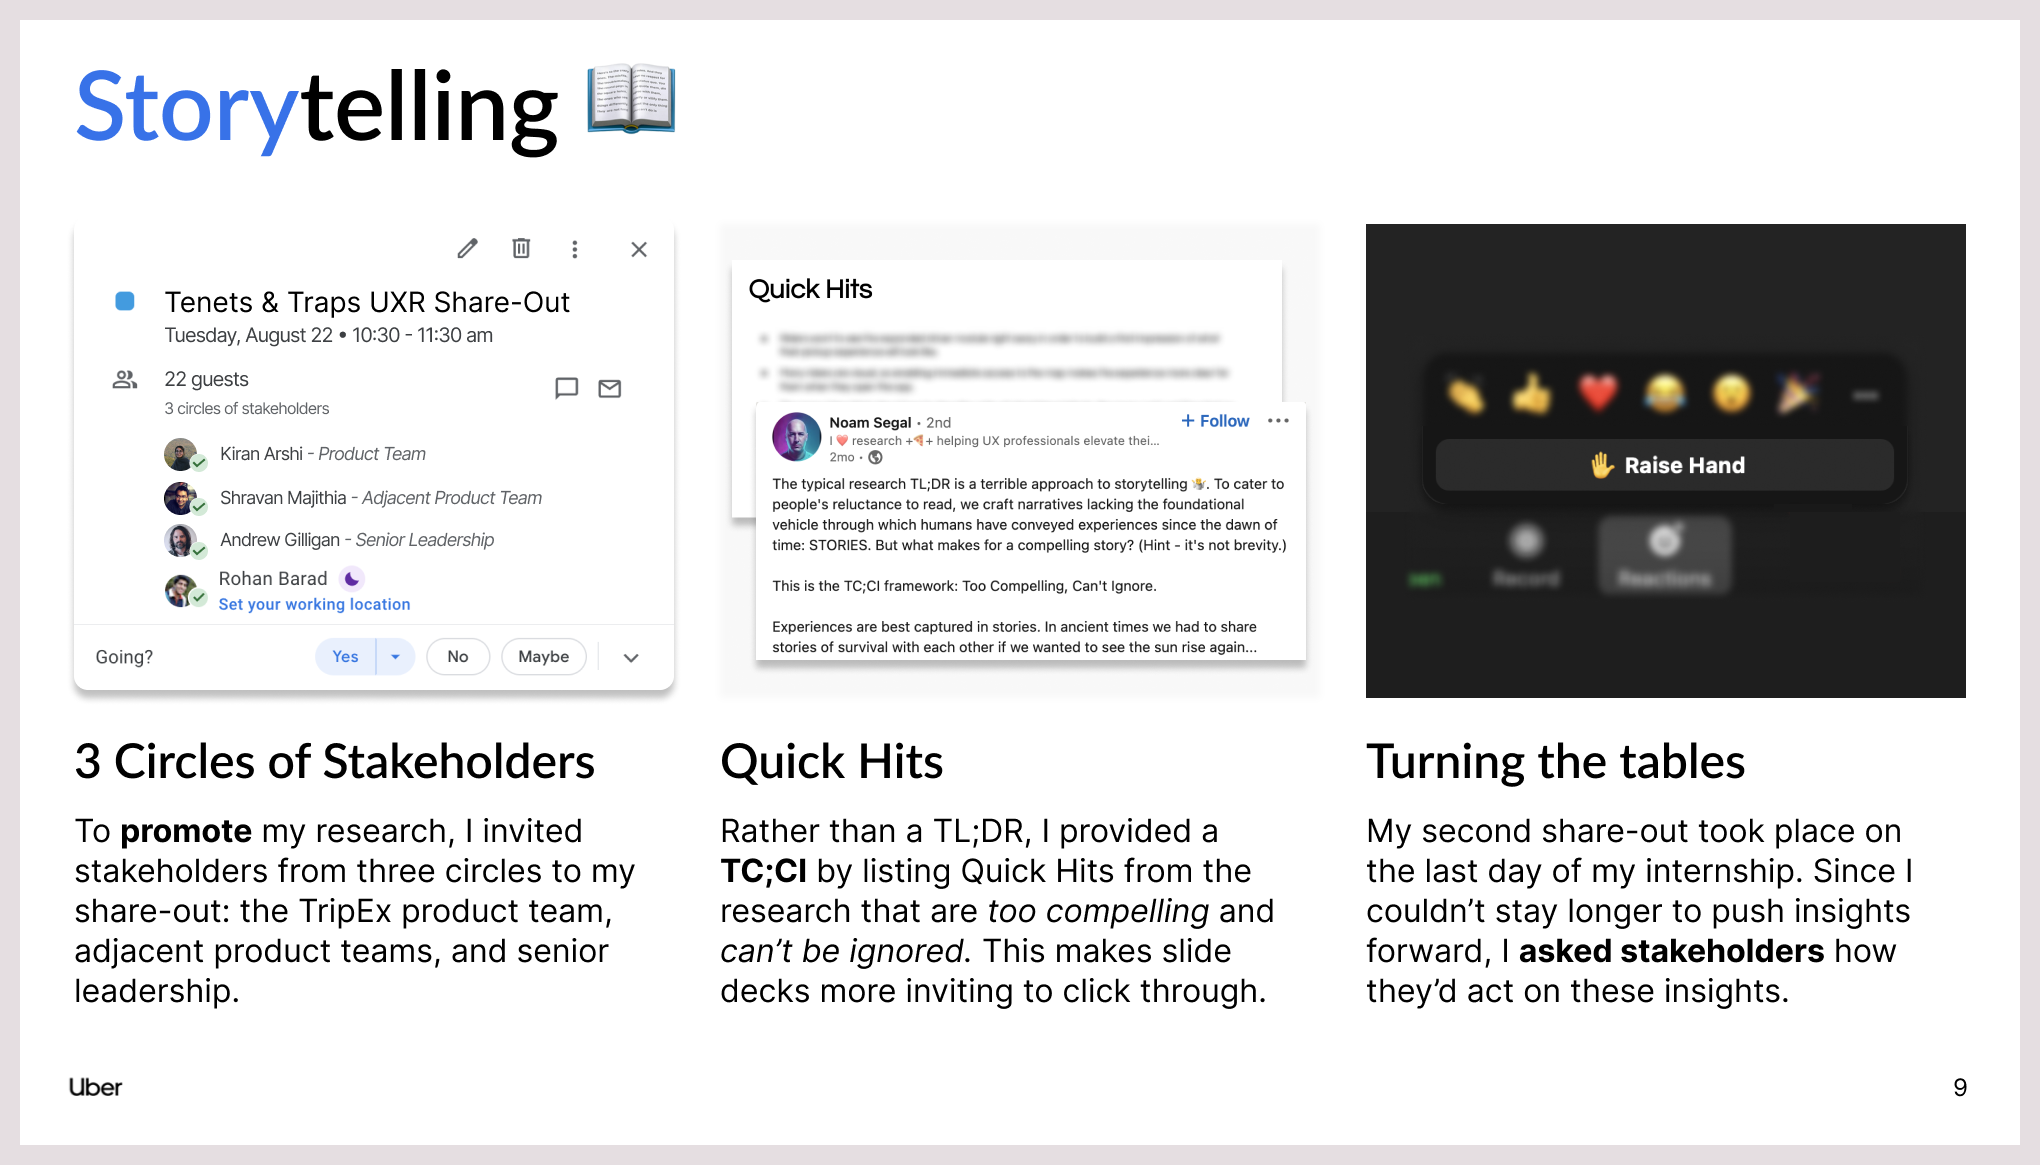 Storytelling
Tenets & Traps UXR Share-Out
Tuesday, August 22 • 10:30 - 11:30 am
22 guests
3 circles of stakeholders
Kiran Arshi - Product Team
Shravan Majithia - Adjacent Product Team
Andrew Gilligan - Senior Leadership
Rohan Barad
Set your working location
Going?
Yes
No
Maybe
3 Circles of Stakeholders
To promote my research, I invited
stakeholders from three circles to my
share-out: the TripEx product team,
adjacent product teams, and senior
leadership.
Quick Hits
Noam Segal • 2nd
+ Follow
I ❤️ research +🍕+ helping UX professionals elevate thei...
2mo •
The typical research TL;DR is a terrible approach to storytelling. To cater to
people's reluctance to read, we craft narratives lacking the foundational
vehicle through which humans have conveyed experiences since the dawn of
time: STORIES. But what makes for a compelling story? (Hint - it's not brevity.)
This is the TC;CI framework: Too Compelling, Can't Ignore.
Experiences are best captured in stories. In ancient times we had to share
stories of survival with each other if we wanted to see the sun rise again...
Quick Hits
Rather than a TL;DR, I provided a
TC;CI by listing Quick Hits from the
research that are too compelling and
can't be ignored. This makes slide
decks more inviting to click through.
Raise Hand
Record
Reactions
Turning the tables
My second share-out took place on
the last day of my internship. Since I
couldn't stay longer to push insights
forward, I asked stakeholders how
they'd act on these insights.
Uber
9